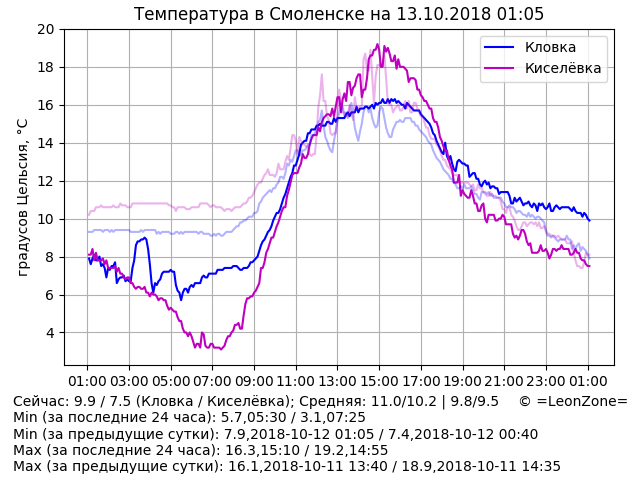 Температура в Смоленске на 13.10.2018 01:05
Кловка
Киселёвка
градусов Цельсия, °C
20
18
16
14
12
10
8
6
4
01:00 03:00 05:00 07:00 09:00 11:00 13:00 15:00 17:00 19:00 21:00 23:00 01:00
Сейчас: 9.9 / 7.5 (Кловка / Киселёвка); Средняя: 11.0/10.2 | 9.8/9.5 © =LeonZone=
Min (за последние 24 часа): 5.7,05:30 / 3.1,07:25
Min (за предыдущие сутки): 7.9,2018-10-12 01:05 / 7.4,2018-10-12 00:40
Max (за последние 24 часа): 16.3,15:10 / 19.2,14:55
Max (за предыдущие сутки): 16.1,2018-10-11 13:40 / 18.9,2018-10-11 14:35